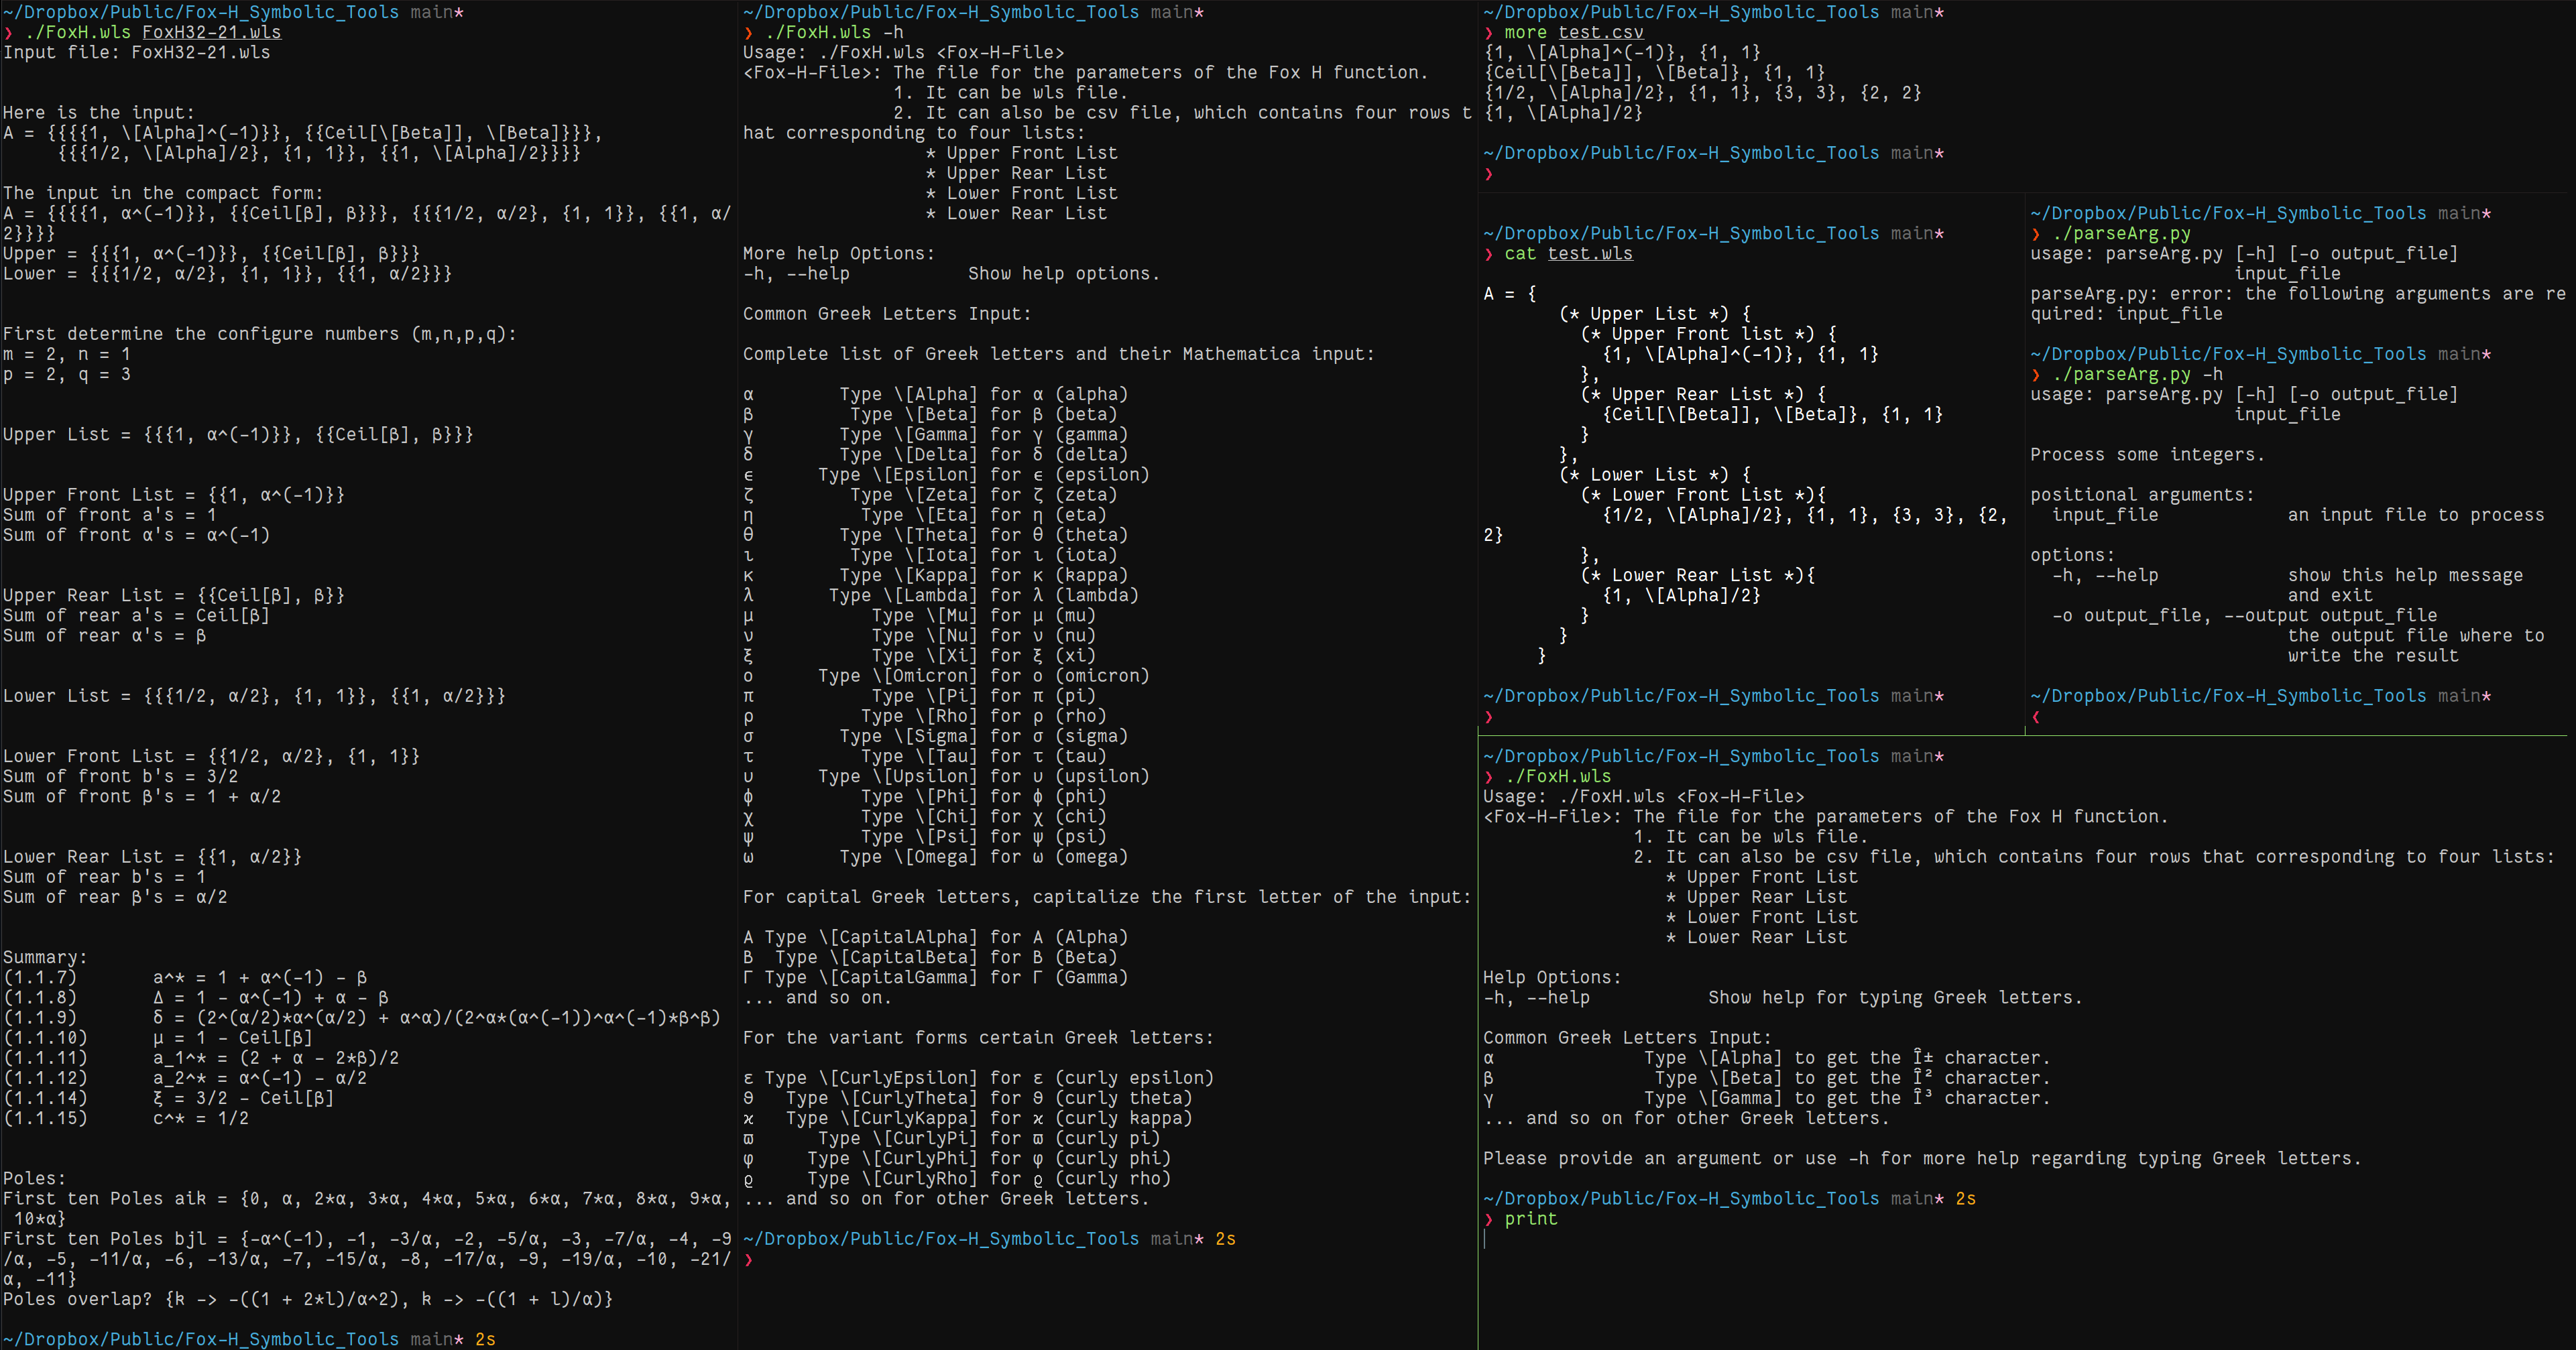 ~/Dropbox/Public/Fox-H_Symbolic_Tools main*
❯ ./FoxH.wls FoxH32-21.wls
Input file: FoxH32-21.wls
Here is the input:
A = {{{{1, \[Alpha]^(-1)}}, {{Ceil[\[Beta]], \[Beta]}}},
{{{1/2, \[Alpha]/2}, {1, 1}}, {{1, \[Alpha]/2}}}}
The input in the compact form:
A = {{{{1, α^(-1)}}, {{Ceil[β], β}}}, {{{1/2, α/2}, {1, 1}}, {{1, α/
2}}}}
Upper = {{{1, α^(-1)}}, {{Ceil[β], β}}}
Lower = {{{1/2, α/2}, {1, 1}}, {{1, α/2}}}
First determine the configure numbers (m,n,p,q):
m = 2, n = 1
p = 2, q = 3
Upper List = {{{1, α^(-1)}}, {{Ceil[β], β}}}
Upper Front List = {{1, α^(-1)}}
Sum of front a's = 1
Sum of front α's = α^(-1)
Upper Rear List = {{Ceil[β], β}}
Sum of rear a's = Ceil[β]
Sum of rear α's = β
Lower List = {{{1/2, α/2}, {1, 1}}, {{1, α/2}}}
Lower Front List = {{1/2, α/2}, {1, 1}}
Sum of front b's = 3/2
Sum of front β's = 1 + α/2
Lower Rear List = {{1, α/2}}
Sum of rear b's = 1
Sum of rear β's = α/2
Summary:
(1.1.7) a^* = 1 + α^(-1) - β
(1.1.8) Δ = 1 - α^(-1) + α - β
(1.1.9) δ = (2^(α/2)*α^(α/2) + α^α)/(2^α*(α^(-1))^α^(-1)*β^β)
(1.1.10) μ = 1 - Ceil[β]
(1.1.11) a_1^* = (2 + α - 2*β)/2
(1.1.12) a_2^* = α^(-1) - α/2
(1.1.14) ξ = 3/2 - Ceil[β]
(1.1.15) c^* = 1/2
Poles:
First ten Poles aik = {0, α, 2*α, 3*α, 4*α, 5*α, 6*α, 7*α, 8*α, 9*α,
10*α}
First ten Poles bjl = {-α^(-1), -1, -3/α, -2, -5/α, -3, -7/α, -4, -9
/α, -5, -11/α, -6, -13/α, -7, -15/α, -8, -17/α, -9, -19/α, -10, -21/
α, -11}
Poles overlap? {k -> -((1 + 2*l)/α^2), k -> -((1 + l)/α)}
~/Dropbox/Public/Fox-H_Symbolic_Tools main* 2s
~/Dropbox/Public/Fox-H_Symbolic_Tools main*
❯ ./FoxH.wls -h
Usage: ./FoxH.wls <Fox-H-File>
<Fox-H-File>: The file for the parameters of the Fox H function.
1. It can be wls file.
2. It can also be csv file, which contains four rows t
hat corresponding to four lists:
* Upper Front List
* Upper Rear List
* Lower Front List
* Lower Rear List
More help Options:
-h, --help Show help options.
Common Greek Letters Input:
Complete list of Greek letters and their Mathematica input:
α Type \[Alpha] for α (alpha)
β Type \[Beta] for β (beta)
γ Type \[Gamma] for γ (gamma)
δ Type \[Delta] for δ (delta)
ϵ Type \[Epsilon] for ϵ (epsilon)
ζ Type \[Zeta] for ζ (zeta)
η Type \[Eta] for η (eta)
θ Type \[Theta] for θ (theta)
ι Type \[Iota] for ι (iota)
κ Type \[Kappa] for κ (kappa)
λ Type \[Lambda] for λ (lambda)
μ Type \[Mu] for μ (mu)
ν Type \[Nu] for ν (nu)
ξ Type \[Xi] for ξ (xi)
ο Type \[Omicron] for ο (omicron)
π Type \[Pi] for π (pi)
ρ Type \[Rho] for ρ (rho)
σ Type \[Sigma] for σ (sigma)
τ Type \[Tau] for τ (tau)
υ Type \[Upsilon] for υ (upsilon)
ϕ Type \[Phi] for ϕ (phi)
χ Type \[Chi] for χ (chi)
ψ Type \[Psi] for ψ (psi)
ω Type \[Omega] for ω (omega)
For capital Greek letters, capitalize the first letter of the input:
Α Type \[CapitalAlpha] for Α (Alpha)
Β Type \[CapitalBeta] for Β (Beta)
Γ Type \[CapitalGamma] for Γ (Gamma)
... and so on.
For the variant forms certain Greek letters:
ε Type \[CurlyEpsilon] for ε (curly epsilon)
ϑ Type \[CurlyTheta] for ϑ (curly theta)
ϰ Type \[CurlyKappa] for ϰ (curly kappa)
ϖ Type \[CurlyPi] for ϖ (curly pi)
φ Type \[CurlyPhi] for φ (curly phi)
ϱ Type \[CurlyRho] for ϱ (curly rho)
... and so on for other Greek letters.
~/Dropbox/Public/Fox-H_Symbolic_Tools main* 2s
❯
~/Dropbox/Public/Fox-H_Symbolic_Tools main*
❯ more test.csv
{1, \[Alpha]^(-1)}, {1, 1}
{Ceil[\[Beta]], \[Beta]}, {1, 1}
{1/2, \[Alpha]/2}, {1, 1}, {3, 3}, {2, 2}
{1, \[Alpha]/2}
~/Dropbox/Public/Fox-H_Symbolic_Tools main*
❯
~/Dropbox/Public/Fox-H_Symbolic_Tools main*
❯ cat test.wls
A = {
(* Upper List *) {
(* Upper Front list *) {
{1, \[Alpha]^(-1)}, {1, 1}
},
(* Upper Rear List *) {
{Ceil[\[Beta]], \[Beta]}, {1, 1}
}
},
(* Lower List *) {
(* Lower Front List *){
{1/2, \[Alpha]/2}, {1, 1}, {3, 3}, {2,
2}
},
(* Lower Rear List *){
{1, \[Alpha]/2}
}
}
}
~/Dropbox/Public/Fox-H_Symbolic_Tools main*
❯
~/Dropbox/Public/Fox-H_Symbolic_Tools main*
❯ ./parseArg.py
usage: parseArg.py [-h] [-o output_file]
input_file
parseArg.py: error: the following arguments are re
quired: input_file
~/Dropbox/Public/Fox-H_Symbolic_Tools main*
❯ ./parseArg.py -h
usage: parseArg.py [-h] [-o output_file]
input_file
Process some integers.
positional arguments:
input_file an input file to process
options:
-h, --help show this help message
and exit
-o output_file, --output output_file
the output file where to
write the result
~/Dropbox/Public/Fox-H_Symbolic_Tools main*
❮
~/Dropbox/Public/Fox-H_Symbolic_Tools main*
❯ ./FoxH.wls
Usage: ./FoxH.wls <Fox-H-File>
<Fox-H-File>: The file for the parameters of the Fox H function.
1. It can be wls file.
2. It can also be csv file, which contains four rows that corresponding to four lists:
* Upper Front List
* Upper Rear List
* Lower Front List
* Lower Rear List
Help Options:
-h, --help Show help for typing Greek letters.
Common Greek Letters Input:
α Type \[Alpha] to get the Î± character.
β Type \[Beta] to get the Î² character.
γ Type \[Gamma] to get the Î³ character.
... and so on for other Greek letters.
Please provide an argument or use -h for more help regarding typing Greek letters.
~/Dropbox/Public/Fox-H_Symbolic_Tools main* 2s
❯ print